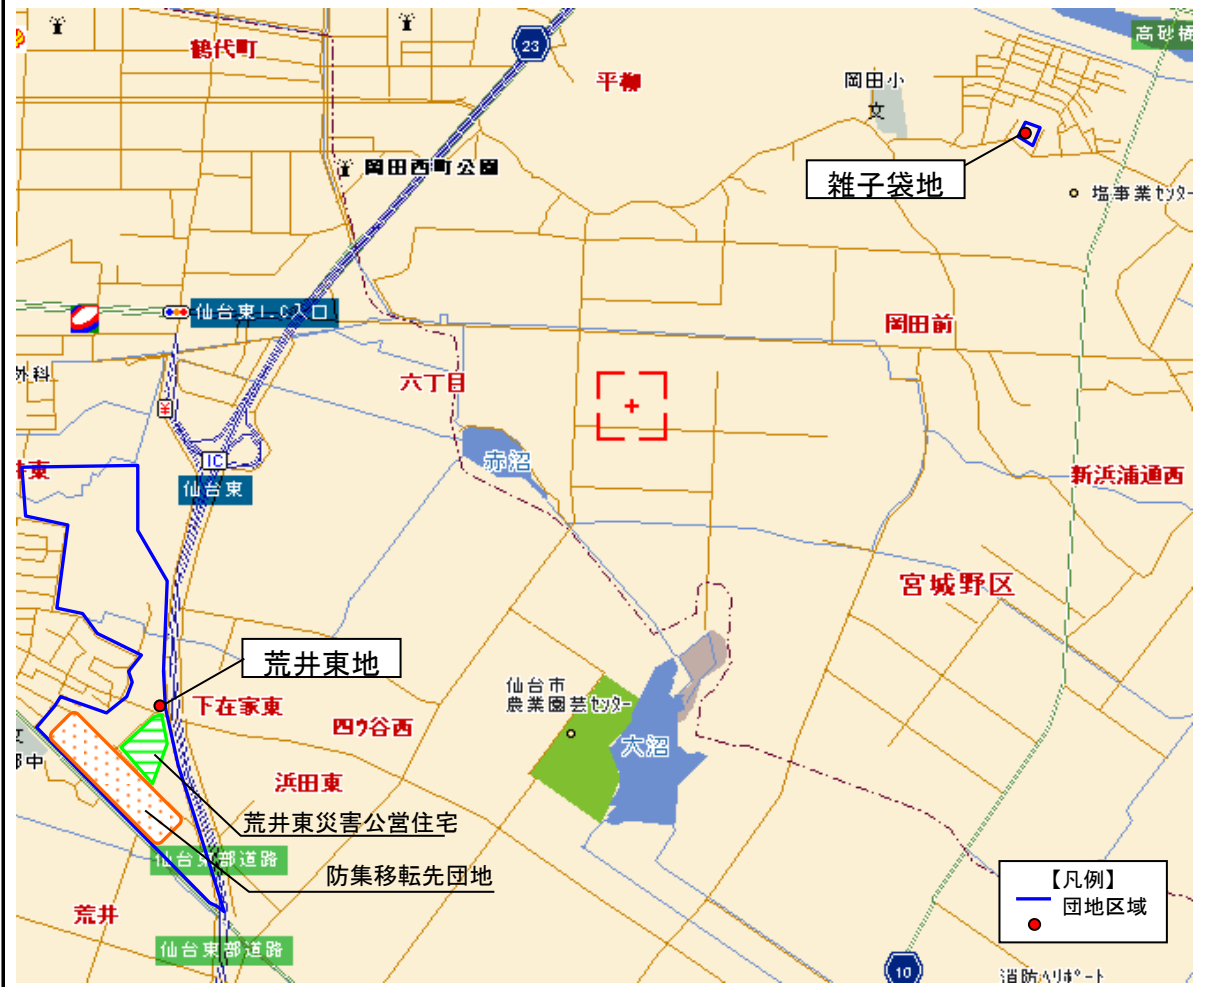 鶴代町
23
平柳
岡田小
文
高砂橋
雑子袋地
岡田西町公園
塩事業センター
仙台東I.C入口
岡田前
六丁目
外科
IC
仙台東
赤沼
井東
新浜浦通西
宮城野区
荒井東地
下在家東
四ツ谷西
仙台市
農業園芸センター
大沼
文
部中
浜田東
荒井東災害公営住宅
仙台東部道路
防集移転先団地
荒井
仙台東部道路
【凡例】
団地区域
10
消防ヘリポート